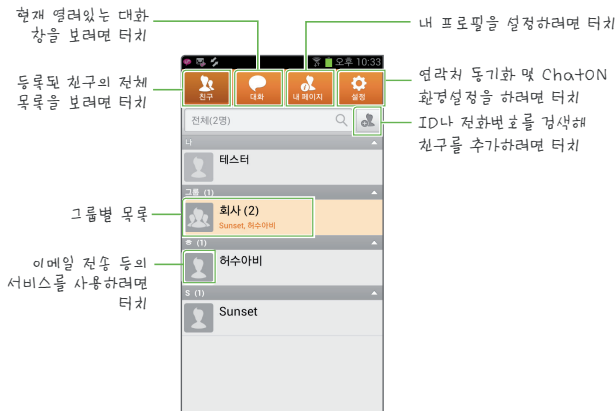 현재 열려있는 대화
창을 보려면 터치
내 프로필을 설정하려면 터치
오후 10:33
등록된 친구의 전체
목록을 보려면 터치
친구
대화
내 페이지
설정
연락처 동기화 및 ChatON
환경설정을 하려면 터치
전체(2명)
ID나 전화번호를 검색해
친구를 추가하려면 터치
나
테스터
그룹 (1)
그룹별 목록
회사 (2)
Sunset, 허수아비
ㅎ (1)
이메일 전송 등의
서비스를 사용하려면
터치
허수아비
S (1)
Sunset